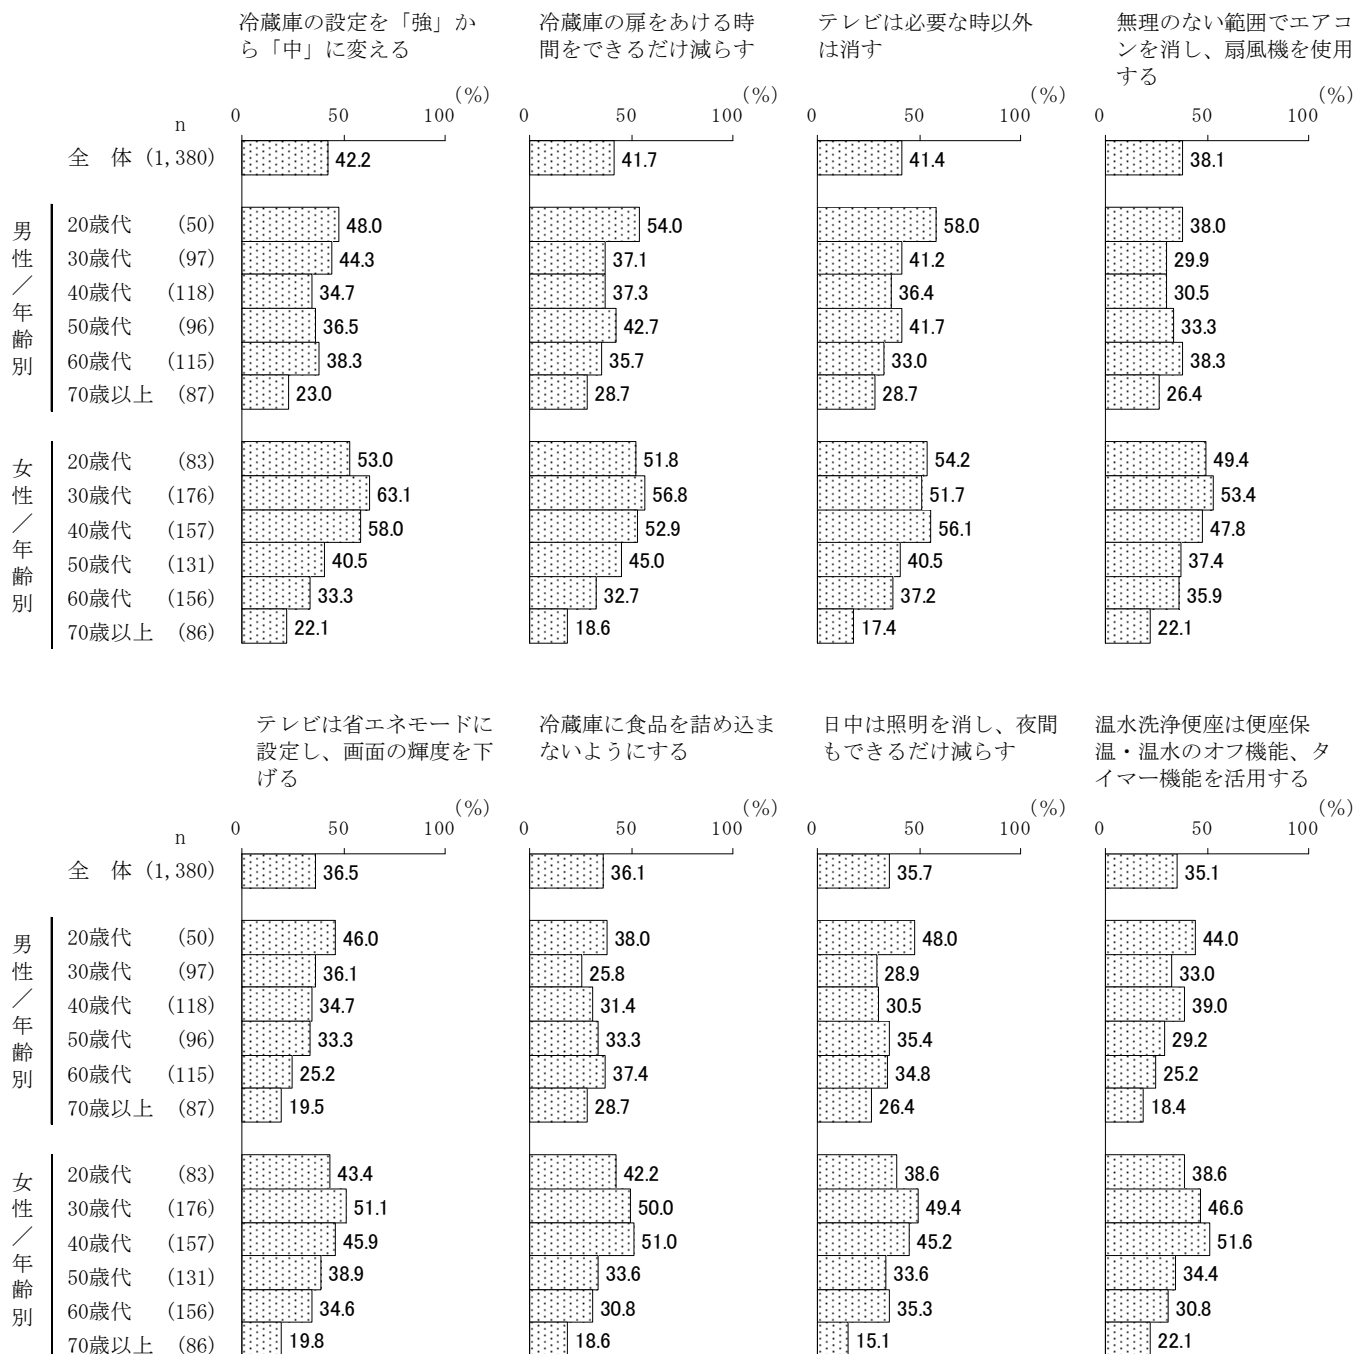 冷蔵庫の設定を「強」か
ら「中」に変える
冷蔵庫の扉をあける時
間をできるだけ減らす
テレビは必要な時以外
は消す
無理のない範囲でエアコ
ンを消し、扇風機を使用
する
(%) (%) (%) (%)
n 0 50 100 0 50 100 0 50 100 0 50 100
全 体 (1,380) 42.2 41.7 41.4 38.1
男性／年齢別
20歳代 (50) 48.0 54.0 58.0 38.0
30歳代 (97) 44.3 37.1 41.2 29.9
40歳代 (118) 34.7 37.3 36.4 30.5
50歳代 (96) 36.5 42.7 41.7 33.3
60歳代 (115) 38.3 35.7 33.0 38.3
70歳以上 (87) 23.0 28.7 28.7 26.4
女性／年齢別
20歳代 (83) 53.0 51.8 54.2 49.4
30歳代 (176) 63.1 56.8 51.7 53.4
40歳代 (157) 58.0 52.9 56.1 47.8
50歳代 (131) 40.5 45.0 40.5 37.4
60歳代 (156) 33.3 32.7 37.2 35.9
70歳以上 (86) 22.1 18.6 17.4 22.1
テレビは省エネモードに
設定し、画面の輝度を下
げる
冷蔵庫に食品を詰め込ま
ないようにする
日中は照明を消し、夜間
もできるだけ減らす
温水洗浄便座は便座保
温・温水のオフ機能、タ
イマー機能を活用する
(%) (%) (%) (%)
n 0 50 100 0 50 100 0 50 100 0 50 100
全 体 (1,380) 36.5 36.1 35.7 35.1
男性／年齢別
20歳代 (50) 46.0 38.0 48.0 44.0
30歳代 (97) 36.1 25.8 28.9 33.0
40歳代 (118) 34.7 31.4 30.5 39.0
50歳代 (96) 33.3 33.3 35.4 29.2
60歳代 (115) 25.2 37.4 34.8 25.2
70歳以上 (87) 19.5 28.7 26.4 18.4
女性／年齢別
20歳代 (83) 43.4 42.2 38.6 38.6
30歳代 (176) 51.1 50.0 49.4 46.6
40歳代 (157) 45.9 51.0 45.2 51.6
50歳代 (131) 38.9 33.6 33.6 34.4
60歳代 (156) 34.6 30.8 35.3 30.8
70歳以上 (86) 19.8 18.6 15.1 22.1